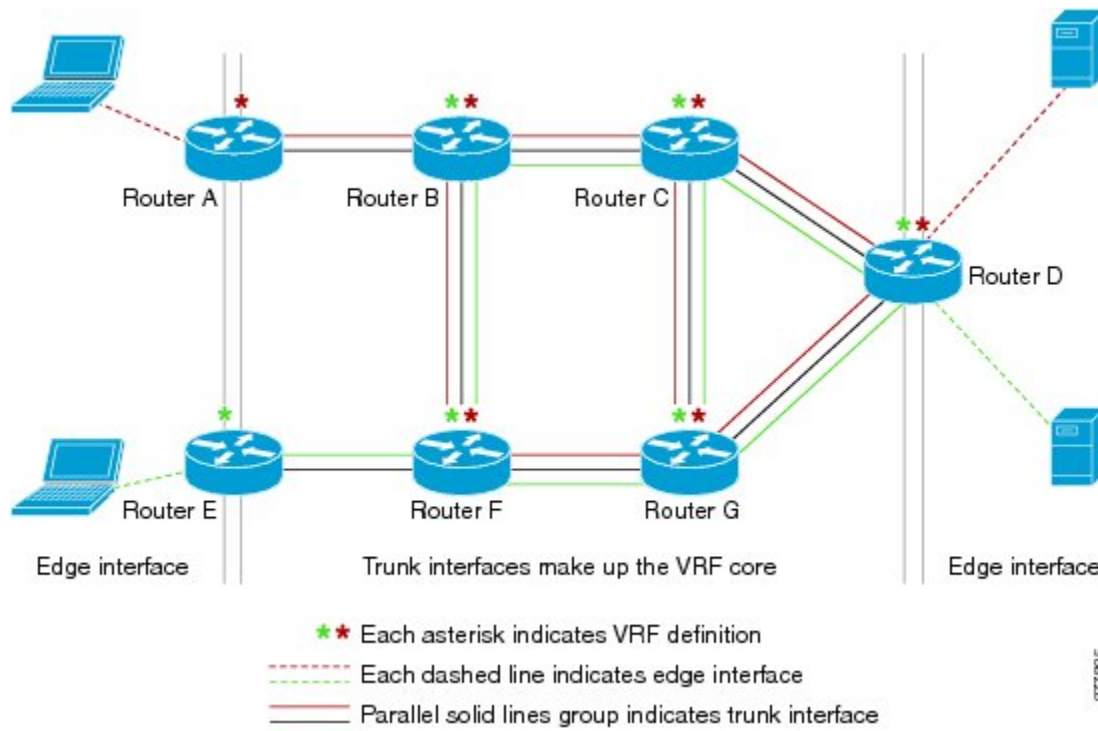 Router A
Router B
Router C
Router D
Router E
Router F
Router G
Edge interface
Trunk interfaces make up the VRF core
Edge interface
** Each asterisk indicates VRF definition
Each dashed line indicates edge interface
Parallel solid lines group indicates trunk interface